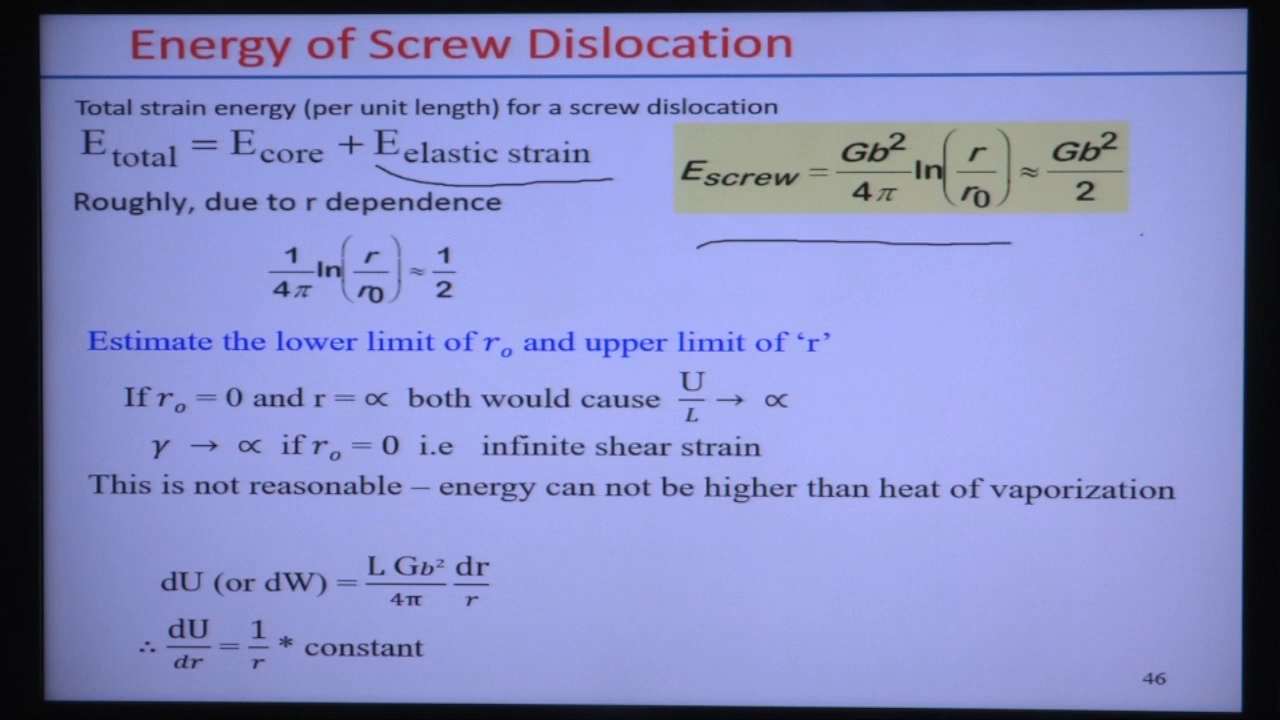 Energy of Screw Dislocation
Total strain energy (per unit length) for a screw dislocation
E_total = E_core + E_elastic strain
E_screw = Gb²/4π ln(r/r₀) ≈ Gb²/2
Roughly, due to r dependence
1/4π ln(r/r₀) ≈ 1/2
Estimate the lower limit of rₒ and upper limit of ‘r’
If rₒ = 0 and r = ∝ both would cause U/L → ∝
γ → ∝ if rₒ = 0 i.e infinite shear strain
This is not reasonable – energy can not be higher than heat of vaporization
dU (or dW) = L Gb²/4π dr/r
∴ dU/dr = 1/r * constant
46